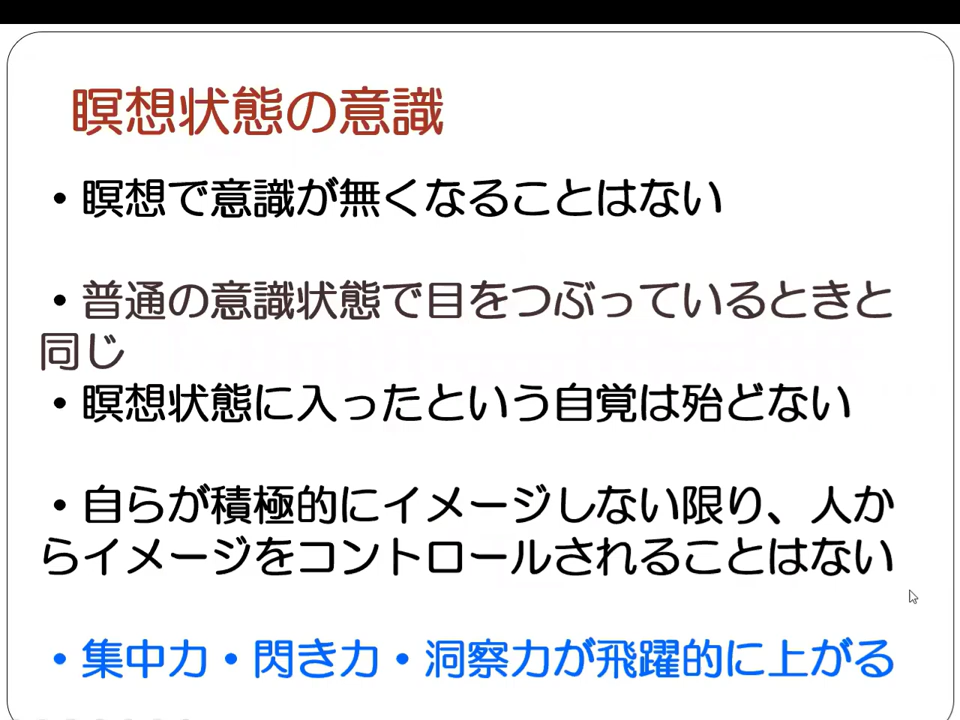 瞑想状態の意識
・瞑想で意識が無くなることはない
・普通の意識状態で目をつぶっているときと
同じ
・瞑想状態に入ったという自覚は殆どない
・自らが積極的にイメージしない限り、人か
らイメージをコントロールされることはない
・集中力・閃き力・洞察力が飛躍的に上がる